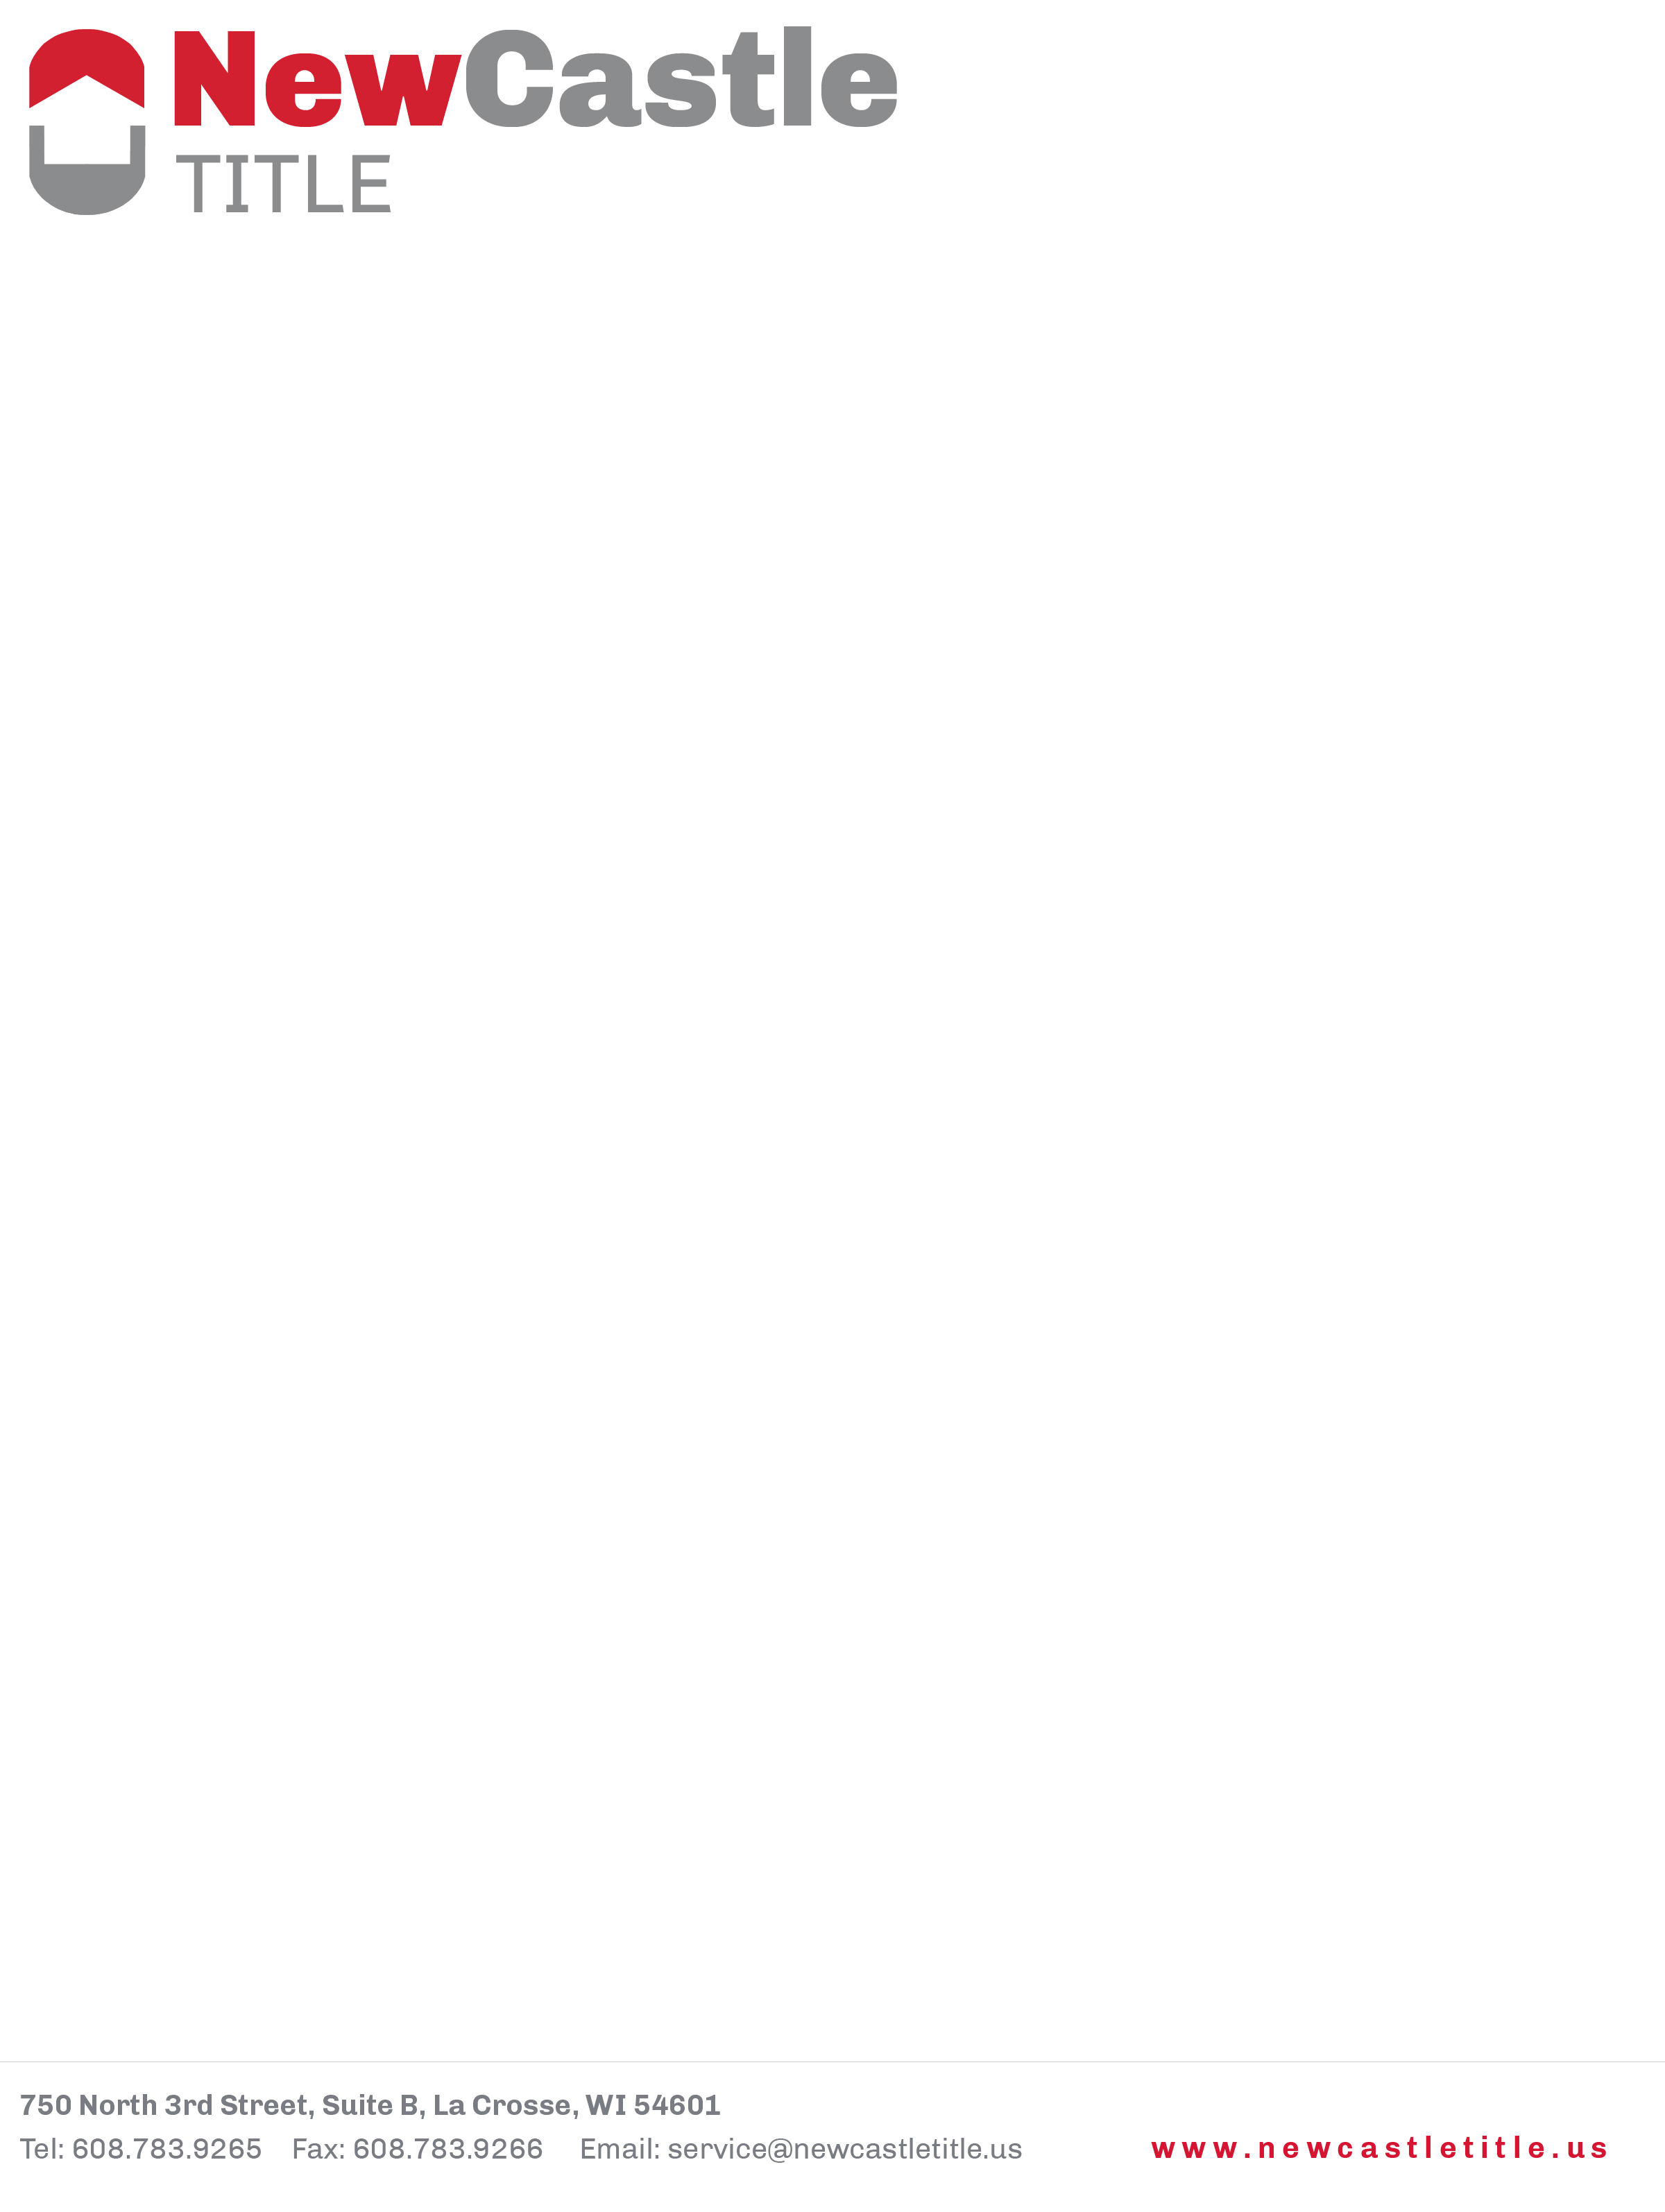 NewCastle
TITLE
750 North 3rd Street, Suite B, La Crosse, WI 54601
Tel: 608.783.9265 Fax: 608.783.9266 Email: service@newcastletitle.us www.newcastletitle.us